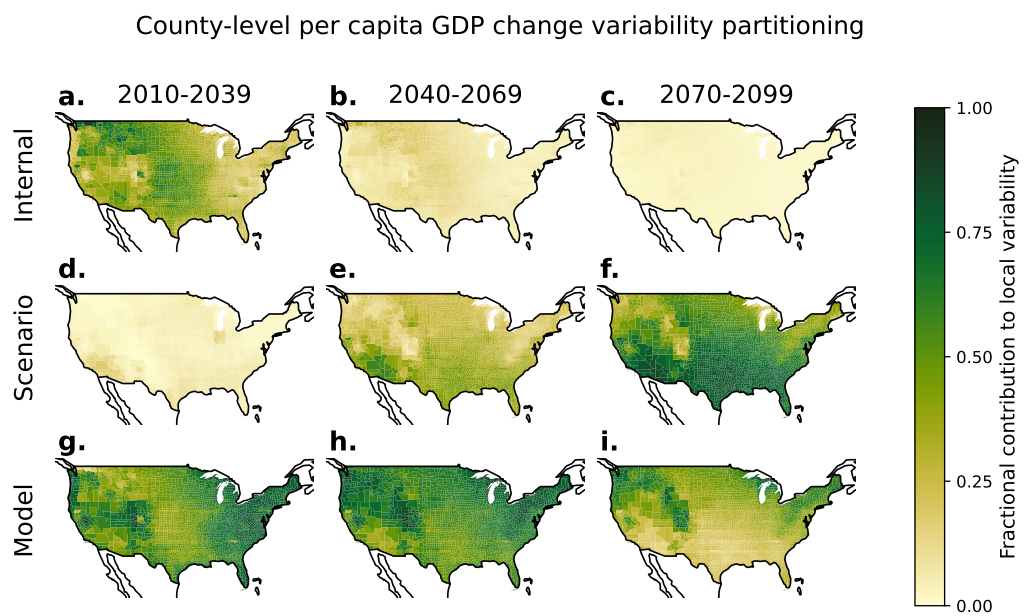 County-level per capita GDP change variability partitioning
a. 2010-2039
b. 2040-2069
c. 2070-2099
Internal
d.
e.
f.
Scenario
g.
h.
i.
Model
1.00
0.75
0.50
0.25
0.00
Fractional contribution to local variability